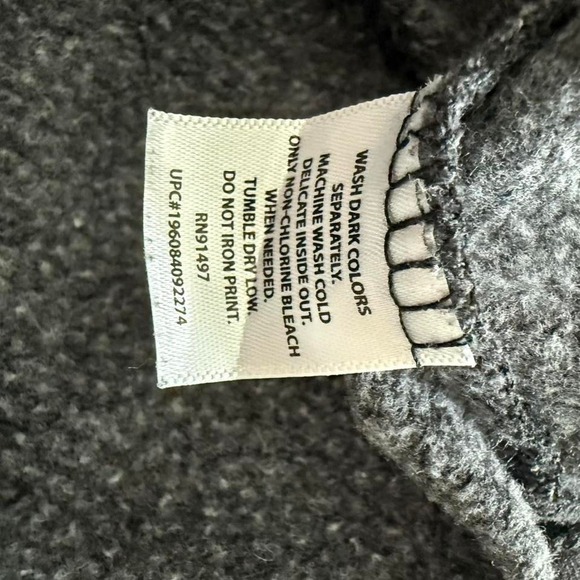 WASH DARK COLORS
SEPARATELY.
MACHINE WASH COLD
DELICATE INSIDE OUT.
ONLY NON-CHLORINE BLEACH
WHEN NEEDED.
TUMBLE DRY LOW.
DO NOT IRON PRINT.
RN91497
UPC#196084092274